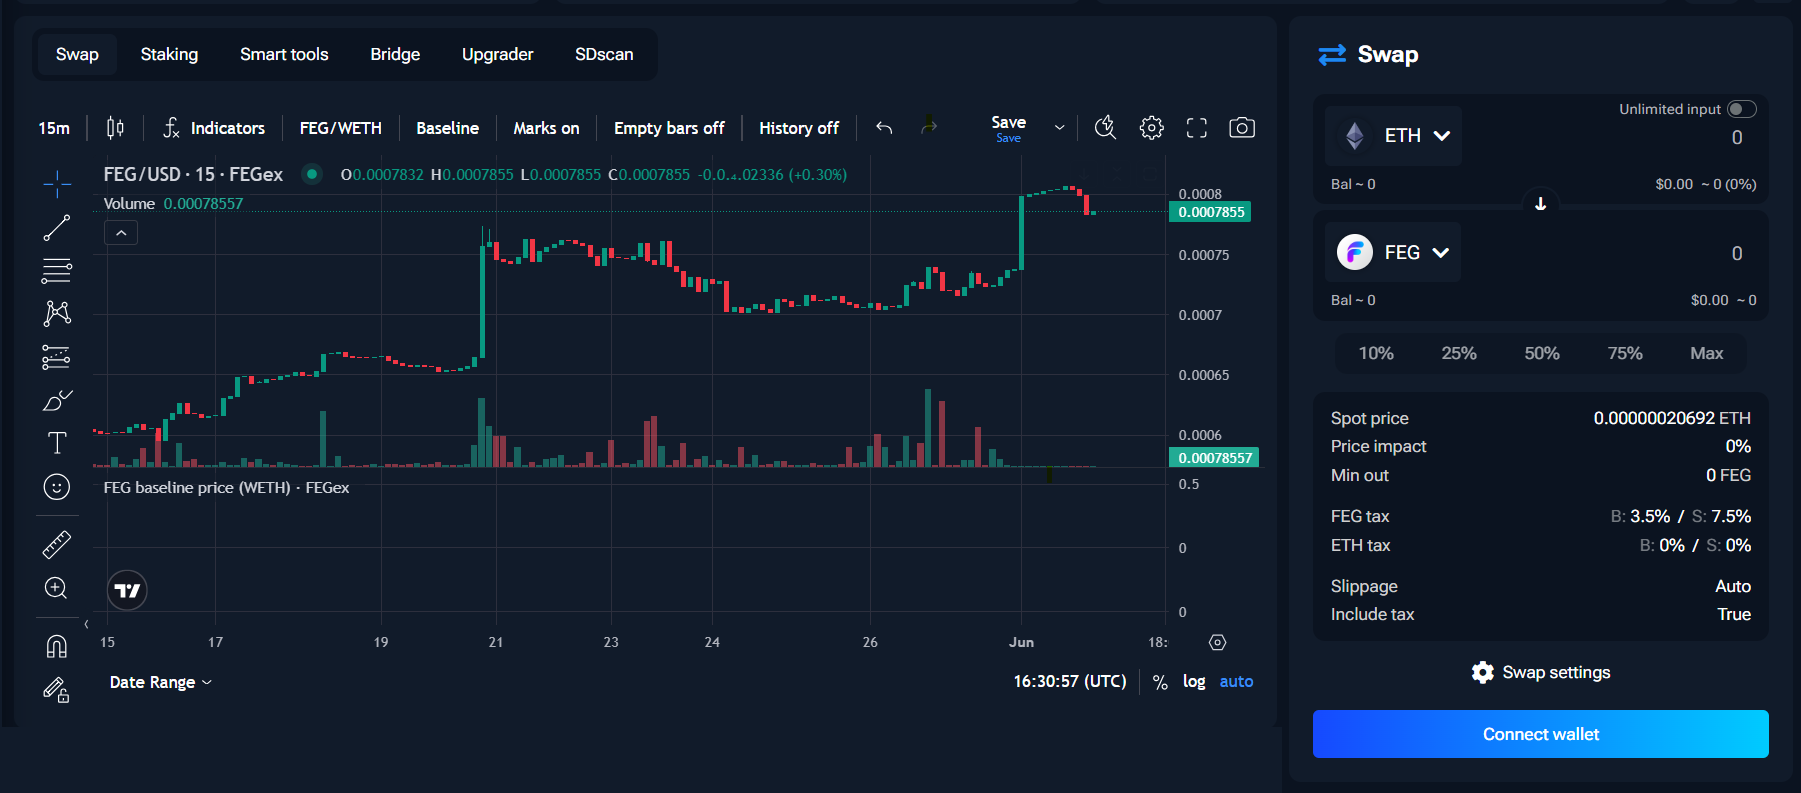 Swap Staking Smart tools Bridge Upgrader SDscan
15m Indicators FEG/WETH Baseline Marks on Empty bars off History off Save
Save
FEG/USD · 15 · FEGex O0.0007832 H0.0007855 L0.0007855 C0.0007855 (+0.30%)
Volume 0.00078557
0.0008
0.0007855
0.00075
0.0007
0.00065
0.0006
0.00078557
FEG baseline price (WETH) · FEGex
0.5
0
0
15 17 19 21 23 24 26 Jun 18:
Date Range
16:30:57 (UTC) % log auto
Swap
Unlimited input
ETH 0
Bal ~ 0 $0.00 ~ 0 (0%)
FEG 0
Bal ~ 0 $0.00 ~ 0
10% 25% 50% 75% Max
Spot price 0.00000020692 ETH
Price impact 0%
Min out 0 FEG
FEG tax B: 3.5% / S: 7.5%
ETH tax B: 0% / S: 0%
Slippage Auto
Include tax True
Swap settings
Connect wallet